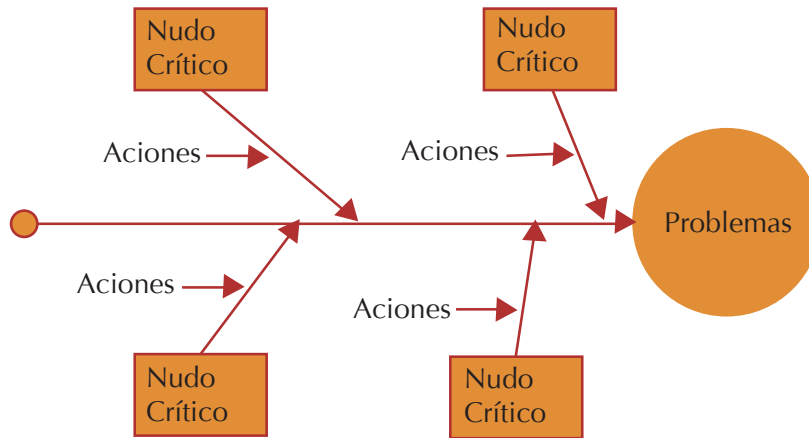 Nudo
Crítico
Nudo
Crítico
Aciones
Aciones
Problemas
Aciones
Aciones
Nudo
Crítico
Nudo
Crítico